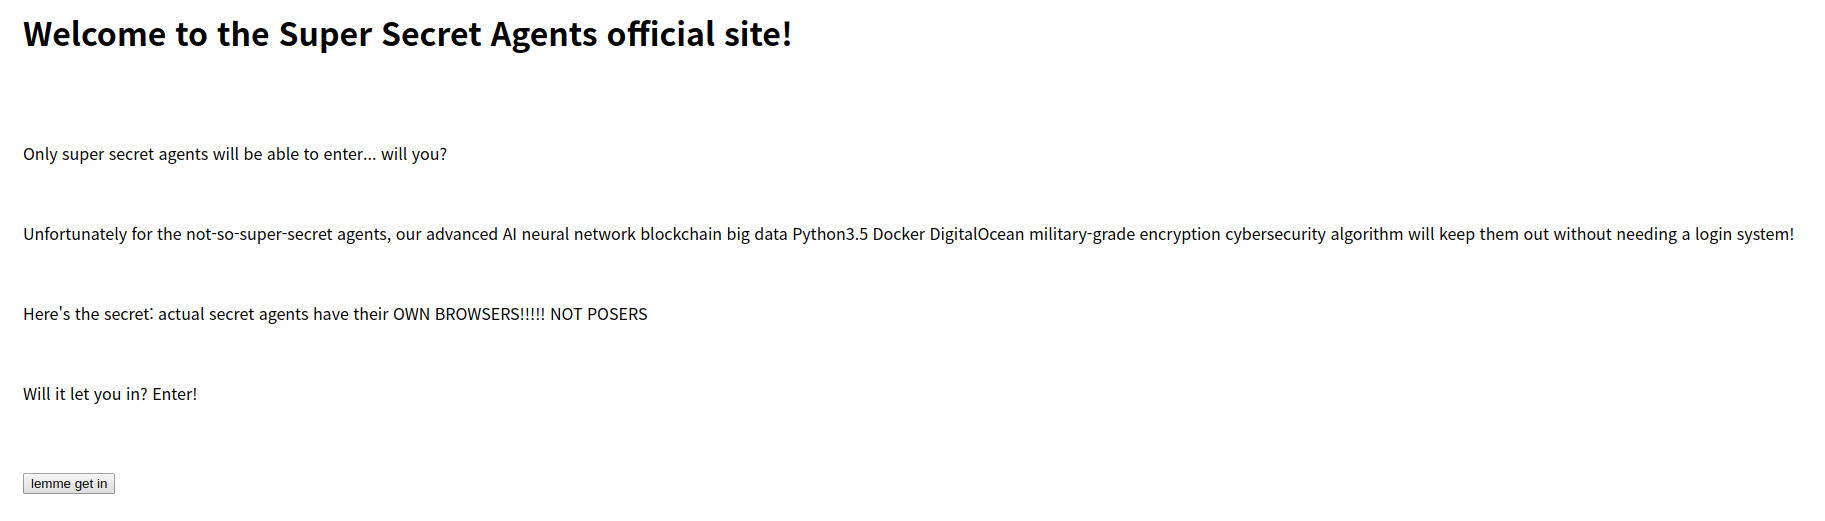 Welcome to the Super Secret Agents official site!
Only super secret agents will be able to enter... will you?
Unfortunately for the not-so-super-secret agents, our advanced AI neural network blockchain big data Python3.5 Docker DigitalOcean military-grade encryption cybersecurity algorithm will keep them out without needing a login system!
Here's the secret: actual secret agents have their OWN BROWSERS!!!!! NOT POSERS
Will it let you in? Enter!
lemme get in